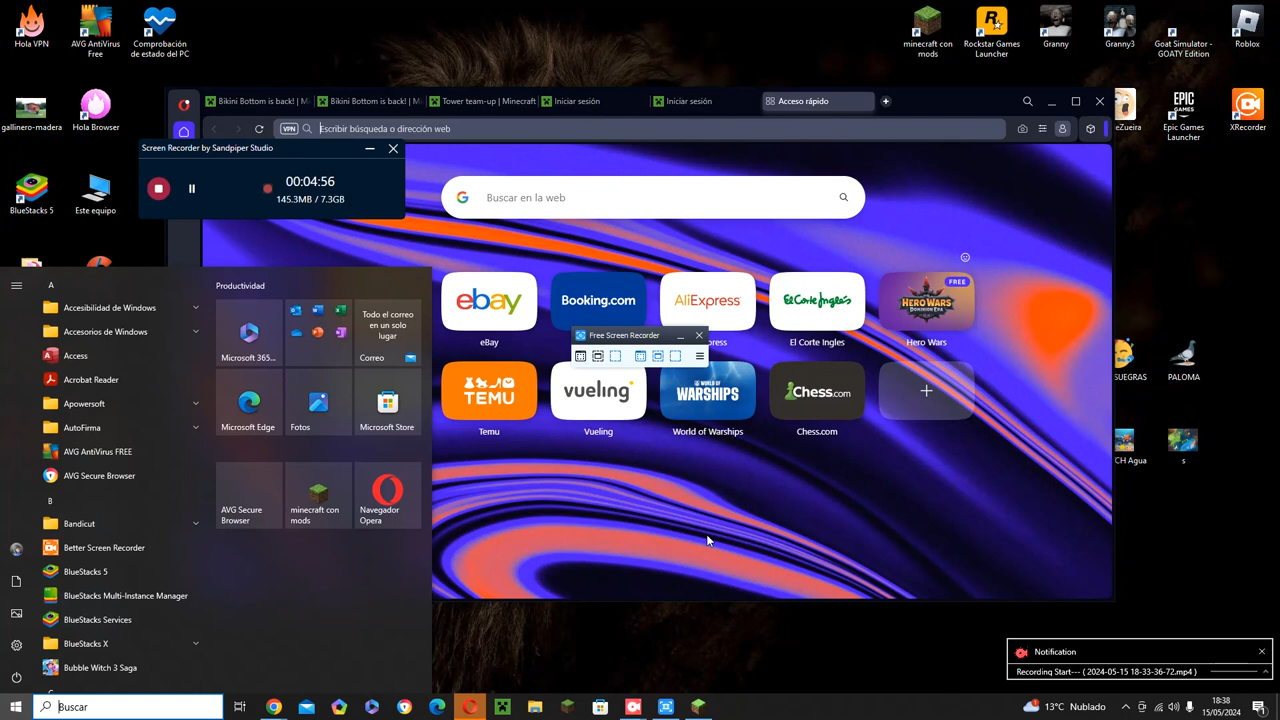 Hola VPN
AVG AntiVirus
Free
Comprobación
de estado del PC
minecraft con
mods
Rockstar Games
Launcher
Granny
Granny3
Goat Simulator -
GOATY Edition
Roblox
gallinero-madera
Hola Browser
eZueira
EPIC
GAMES
Epic Games
Launcher
XRecorder
Bikini Bottom is back! | M
Bikini Bottom is back! | Me
Tower team-up | Minecraft
Iniciar sesión
Iniciar sesión
Acceso rápido
VPN
Escribir búsqueda o dirección web
Screen Recorder by Sandpiper Studio
00:04:56
145.3MB / 7.3GB
Buscar en la web
BlueStacks 5
Este equipo
ebay
Booking.com
AliExpress
El Corte Inglés
FREE
HERO WARS
DOMINION ERA
eBay
press
El Corte Ingles
Hero Wars
Free Screen Recorder
TEMU
vueling
WORLD OF
WARSHIPS
Chess.com
Temu
Vueling
World of Warships
Chess.com
SUEGRAS
PALOMA
CH Agua
s
A
Accesibilidad de Windows
Accesorios de Windows
Access
Acrobat Reader
Apowersoft
AutoFirma
AVG AntiVirus FREE
AVG Secure Browser
B
Bandicut
Better Screen Recorder
BlueStacks 5
BlueStacks Multi-Instance Manager
BlueStacks Services
BlueStacks X
Bubble Witch 3 Saga
Productividad
Microsoft 365...
Todo el correo
en un solo
lugar
Correo
Microsoft Edge
Fotos
Microsoft Store
AVG Secure
Browser
minecraft con
mods
Navegador
Opera
Notification
Recording Start--- ( 2024-05-15 18-33-36-72.mp4 )
Buscar
13°C Nublado
18:38
15/05/2024
1